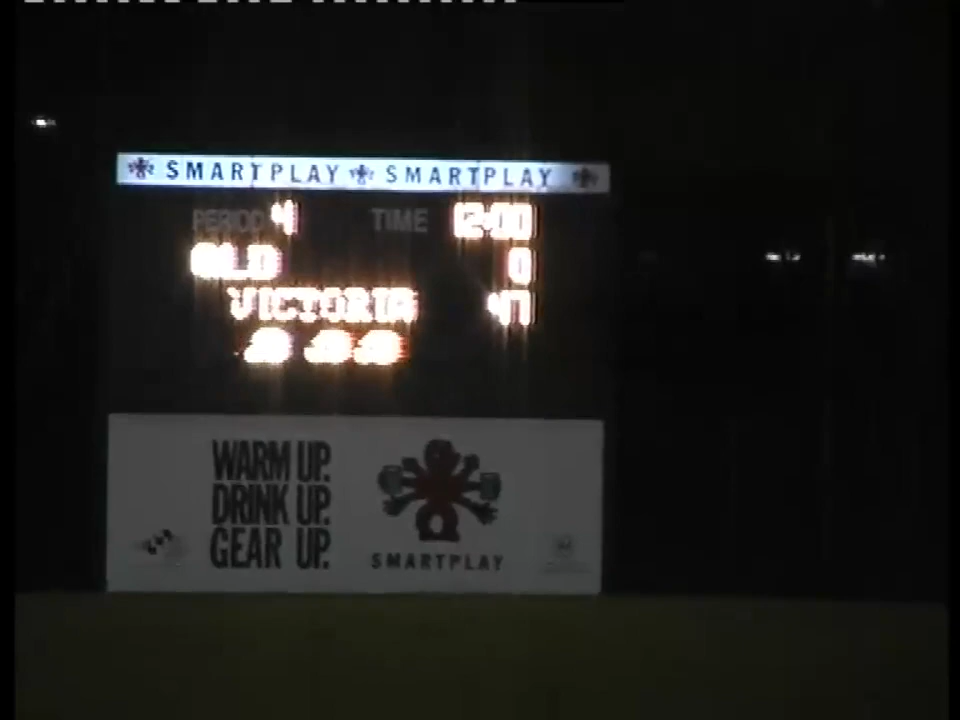 SMARTPLAY SMARTPLAY
PERIOD 4 TIME 12:00
QLD 0
VICTORIA 47
WARM UP.
DRINK UP.
GEAR UP.
SMARTPLAY